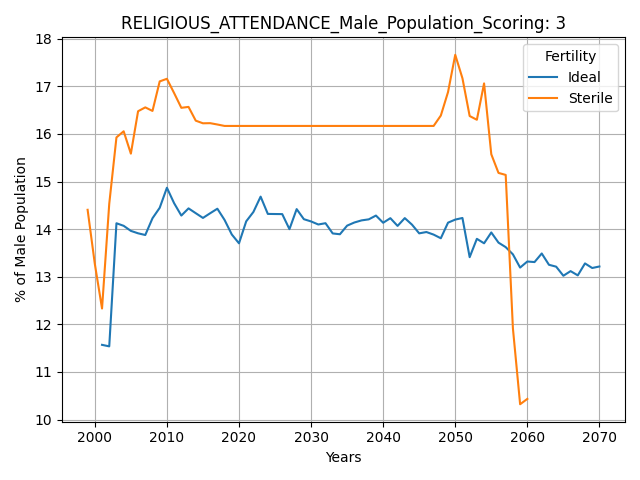 RELIGIOUS_ATTENDANCE_Male_Population_Scoring: 3
18
17
16
15
14
13
12
11
10
% of Male Population
Fertility
Ideal
Sterile
2000 2010 2020 2030 2040 2050 2060 2070
Years